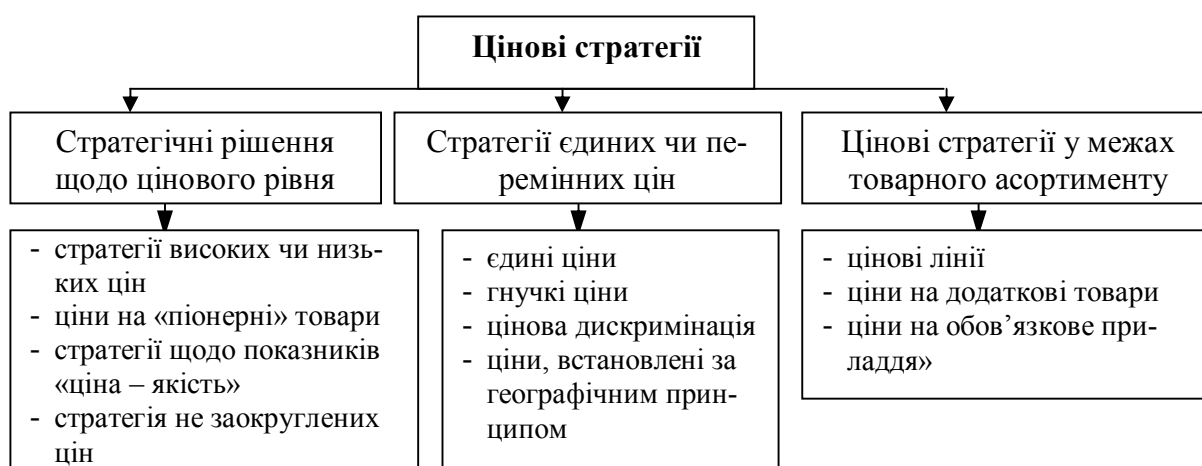 Цінові стратегії
Стратегічні рішення
щодо цінового рівня
Стратегії єдиних чи пе-
ремінних цін
Цінові стратегії у межах
товарного асортименту
- стратегії високих чи низь-
ких цін
- ціни на «піонерні» товари
- стратегії щодо показників
«ціна – якість»
- стратегія не заокруглених
цін
- єдині ціни
- гнучкі ціни
- цінова дискримінація
- ціни, встановлені за
географічним прин-
ципом
- цінові лінії
- ціни на додаткові товари
- ціни на обов’язкове при-
ладдя»